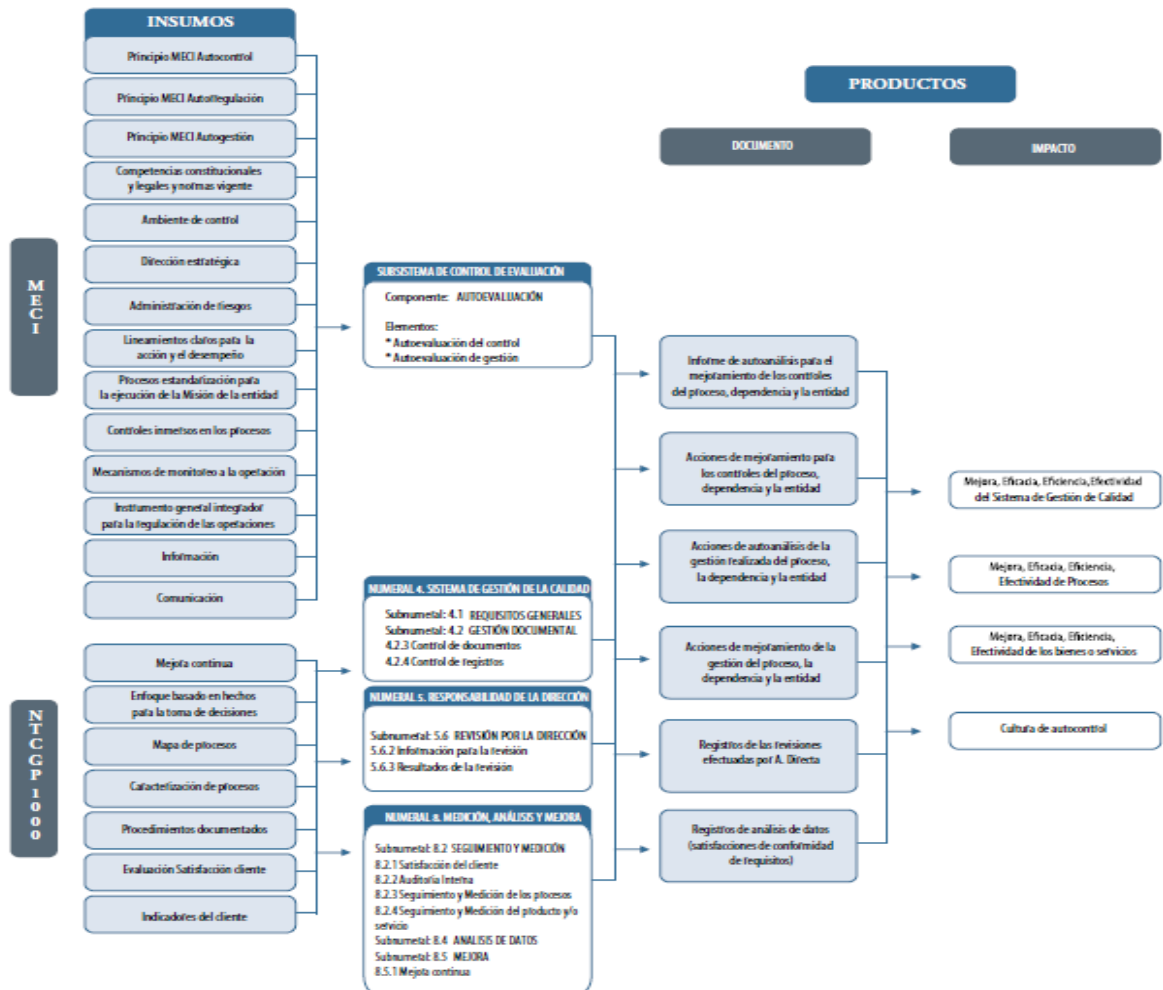 INSUMOS
Principio MECI Autocontrol
Principio MECI Autorregulación
Principio MECI Autogestión
Competencias constitucionales
y legales y normas vigente
Ambiente de control
Dirección estratégica
Administración de riesgos
Lineamientos claros para la
acción y el desempeño
Procesos estandarización para
la ejecución de la Misión de la entidad
Controles inmersos en los procesos
Mecanismos de monitoreo a la operación
Instrumento general integrador
para la regulación de las operaciones
Información
Comunicación
MECI
Mejora continua
Enfoque basado en hechos
para la toma de decisiones
Mapa de procesos
Caracterización de procesos
Procedimientos documentados
Evaluación Satisfacción cliente
Indicadores del cliente
NTCGP 1000
SUBSISTEMA DE CONTROL DE EVALUACIÓN
Componente: AUTOEVALUACIÓN
Elementos:
* Autoevaluación del control
* Autoevaluación de gestión
NUMERAL 4. SISTEMA DE GESTIÓN DE LA CALIDAD
Subnumeral: 4.1 REQUISITOS GENERALES
Subnumeral: 4.2 GESTIÓN DOCUMENTAL
4.2.3 Control de documentos
4.2.4 Control de registros
NUMERAL 5. RESPONSABILIDAD DE LA DIRECCIÓN
Subnumeral: 5.6 REVISIÓN POR LA DIRECCIÓN
5.6.2 Información para la revisión
5.6.3 Resultados de la revisión
NUMERAL 8. MEDICIÓN, ANÁLISIS Y MEJORA
Subnumeral: 8.2 SEGUIMIENTO Y MEDICIÓN
8.2.1 Satisfacción del cliente
8.2.2 Auditoría Interna
8.2.3 Seguimiento y Medición de los procesos
8.2.4 Seguimiento y Medición del producto y/o
servicio
Subnumeral: 8.4 ANALISIS DE DATOS
Subnumeral: 8.5 MEJORA
8.5.1 Mejora continua
PRODUCTOS
DOCUMENTO
Informe de autoanálisis para el
mejoramiento de los controles
del proceso, dependencia y la entidad
Acciones de mejoramiento para
los controles del proceso,
dependencia y la entidad
Acciones de autoanálisis de la
gestión realizada del proceso,
la dependencia y la entidad
Acciones de mejoramiento de la
gestión del proceso, la
dependencia y la entidad
Registros de las revisiones
efectuadas por A. Directa
Registros de análisis de datos
(satisfacciones de conformidad
de requisitos)
IMPACTO
Mejora, Eficacia, Eficiencia,Efectividad
del Sistema de Gestión de Calidad
Mejora, Eficacia, Eficiencia,
Efectividad de Procesos
Mejora, Eficacia, Eficiencia,
Efectividad de los bienes o servicios
Cultura de autocontrol